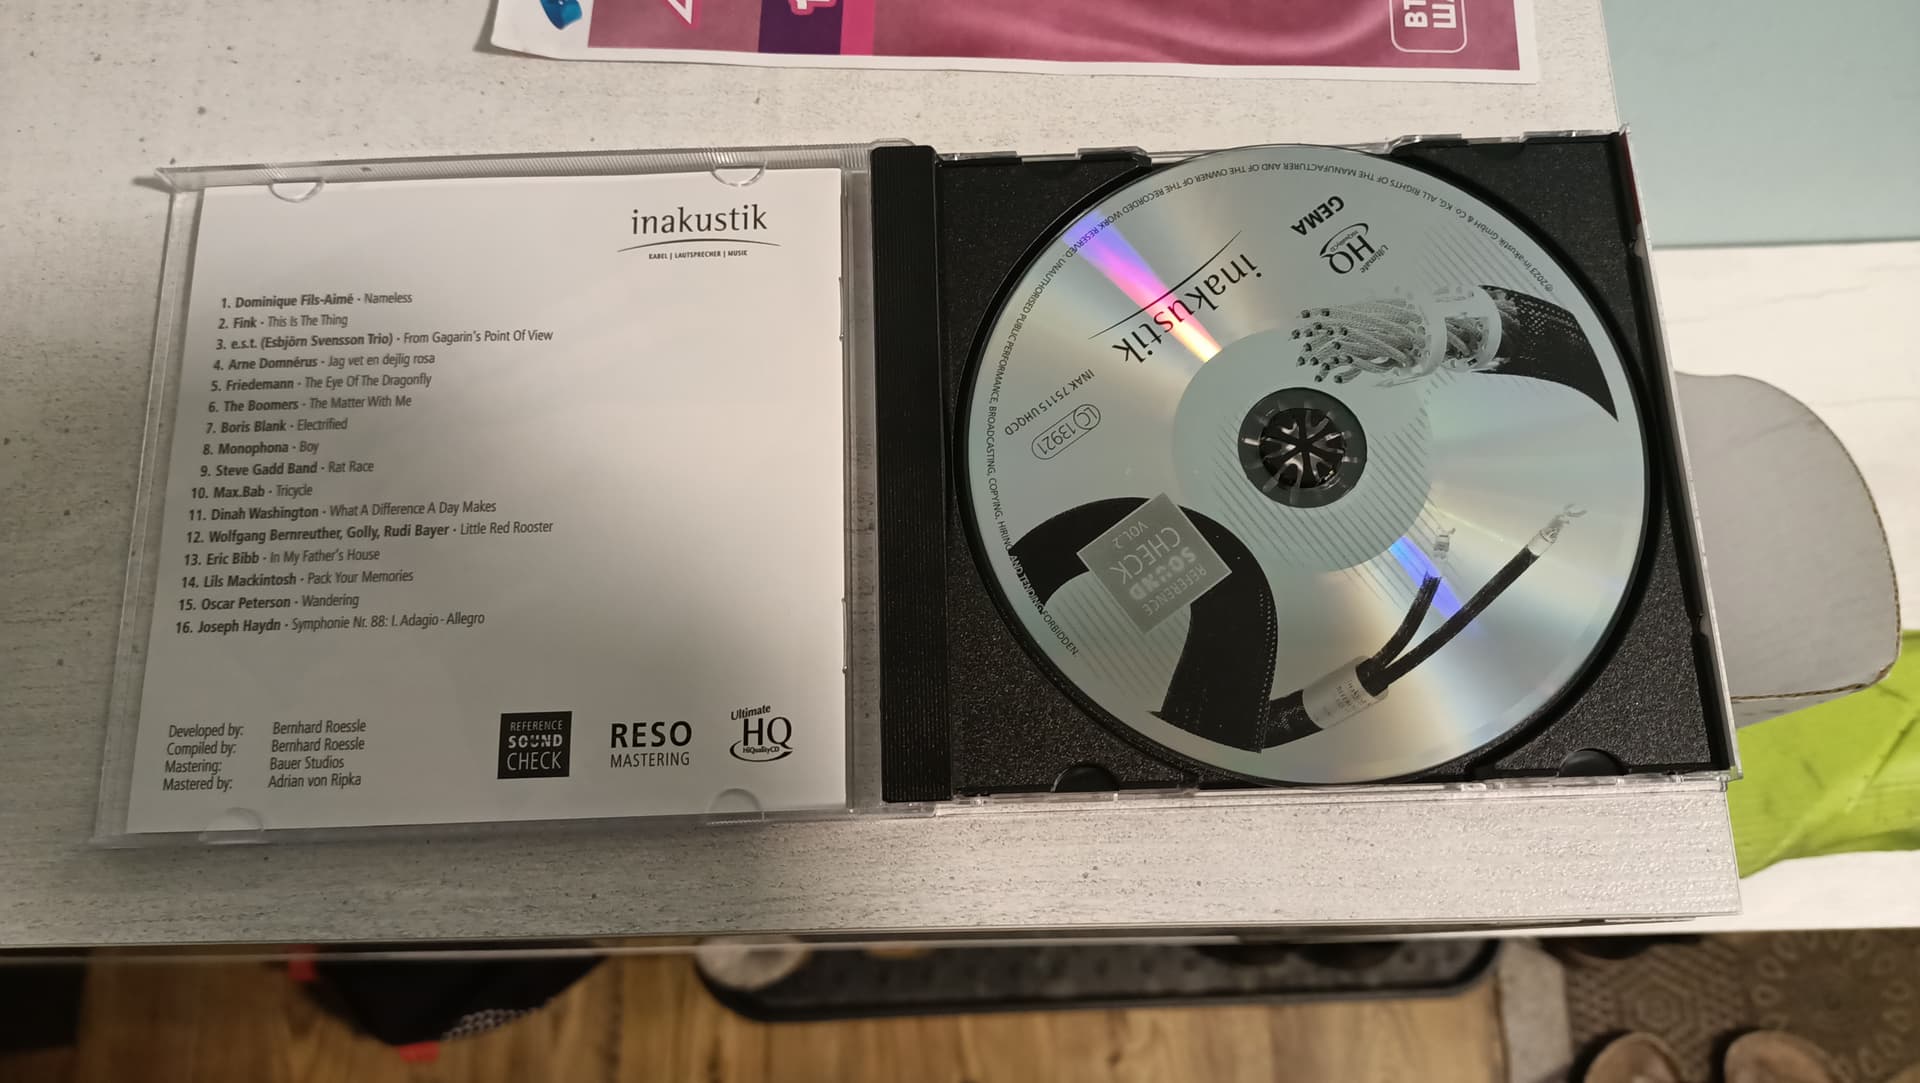 inakustik
KABEL | LAUTSPRECHER | MUSIK
1. Dominique Fils-Aimé · Nameless
2. Fink · This Is The Thing
3. e.s.t. (Esbjörn Svensson Trio) · From Gagarin's Point Of View
4. Arne Domnérus · Jag vet en dejlig rosa
5. Friedemann · The Eye Of The Dragonfly
6. The Boomers · The Matter With Me
7. Boris Blank · Electrified
8. Monophona · Boy
9. Steve Gadd Band · Rat Race
10. Max.Bab · Tricycle
11. Dinah Washington · What A Difference A Day Makes
12. Wolfgang Bernreuther, Golly, Rudi Bayer · Little Red Rooster
13. Eric Bibb · In My Father's House
14. Lils Mackintosh · Pack Your Memories
15. Oscar Peterson · Wandering
16. Joseph Haydn · Symphonie Nr. 88: I. Adagio - Allegro
Developed by: Bernhard Roessle
Compiled by: Bernhard Roessle
Mastering: Bauer Studios
Mastered by: Adrian von Ripka
REFERENCE
SOUND
CHECK
RESO
MASTERING
Ultimate
HQ
HiQualityCD
℗2023 in-akustik GmbH & Co. KG. ALL RIGHTS OF THE MANUFACTURER AND OF THE OWNER OF THE RECORDED WORK RESERVED. UNAUTHORISED PUBLIC PERFORMANCE, BROADCASTING, COPYING, HIRING AND TENDING FORBIDDEN
GEMA
Ultimate
HQ
HiQualityCD
inakustik
INAK 75115 UHQCD
LC 13921
REFERENCE
SOUND
CHECK
VOL.2